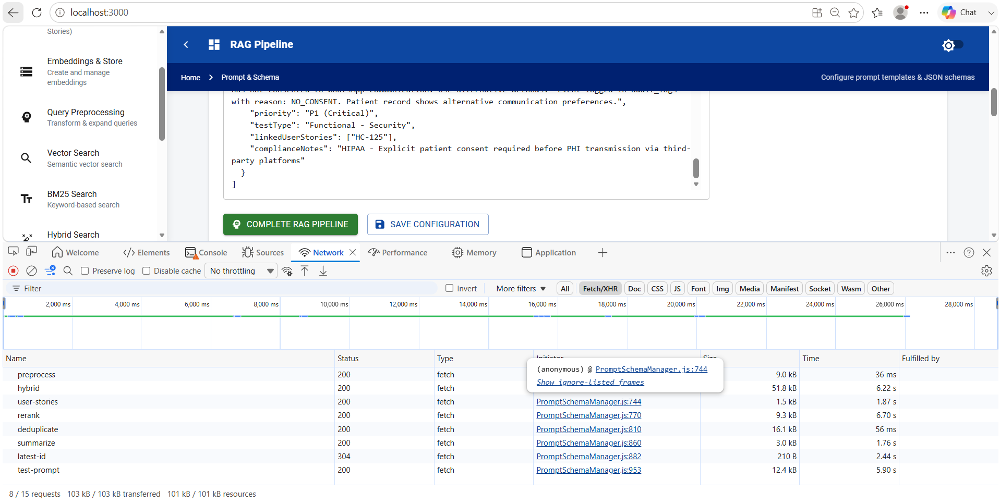 localhost:3000
Chat
Stories)
Embeddings & Store
Create and manage
embeddings
Query Preprocessing
Transform & expand queries
Vector Search
Semantic vector search
BM25 Search
Keyword-based search
Hybrid Search
RAG Pipeline
Home > Prompt & Schema
Configure prompt templates & JSON schemas
with reason: NO_CONSENT. Patient record shows alternative communication preferences.",
"priority": "P1 (Critical)",
"testType": "Functional - Security",
"linkedUserStories": ["HC-125"],
"complianceNotes": "HIPAA - Explicit patient consent required before PHI transmission via third-
party platforms"
}
]
COMPLETE RAG PIPELINE
SAVE CONFIGURATION
Welcome
</> Elements
Console
Sources
Network
Performance
Memory
Application
Preserve log
Disable cache
No throttling
Filter
Invert
More filters
All
Fetch/XHR
Doc
CSS
JS
Font
Img
Media
Manifest
Socket
Wasm
Other
2,000 ms
4,000 ms
6,000 ms
8,000 ms
10,000 ms
12,000 ms
14,000 ms
16,000 ms
18,000 ms
20,000 ms
22,000 ms
24,000 ms
26,000 ms
28,000 ms
Name Status Type Initiator Size Time Fulfilled by
(anonymous) @ PromptSchemaManager.js:744
Show ignore-listed frames
preprocess 200 fetch 9.0 kB 36 ms
hybrid 200 fetch 51.8 kB 6.22 s
user-stories 200 fetch PromptSchemaManager.js:744 1.5 kB 1.87 s
rerank 200 fetch PromptSchemaManager.js:770 9.3 kB 6.70 s
deduplicate 200 fetch PromptSchemaManager.js:810 16.1 kB 56 ms
summarize 200 fetch PromptSchemaManager.js:860 3.0 kB 1.76 s
latest-id 304 fetch PromptSchemaManager.js:882 210 B 2.44 s
test-prompt 200 fetch PromptSchemaManager.js:953 12.4 kB 5.90 s
8 / 15 requests 103 kB / 103 kB transferred 101 kB / 101 kB resources